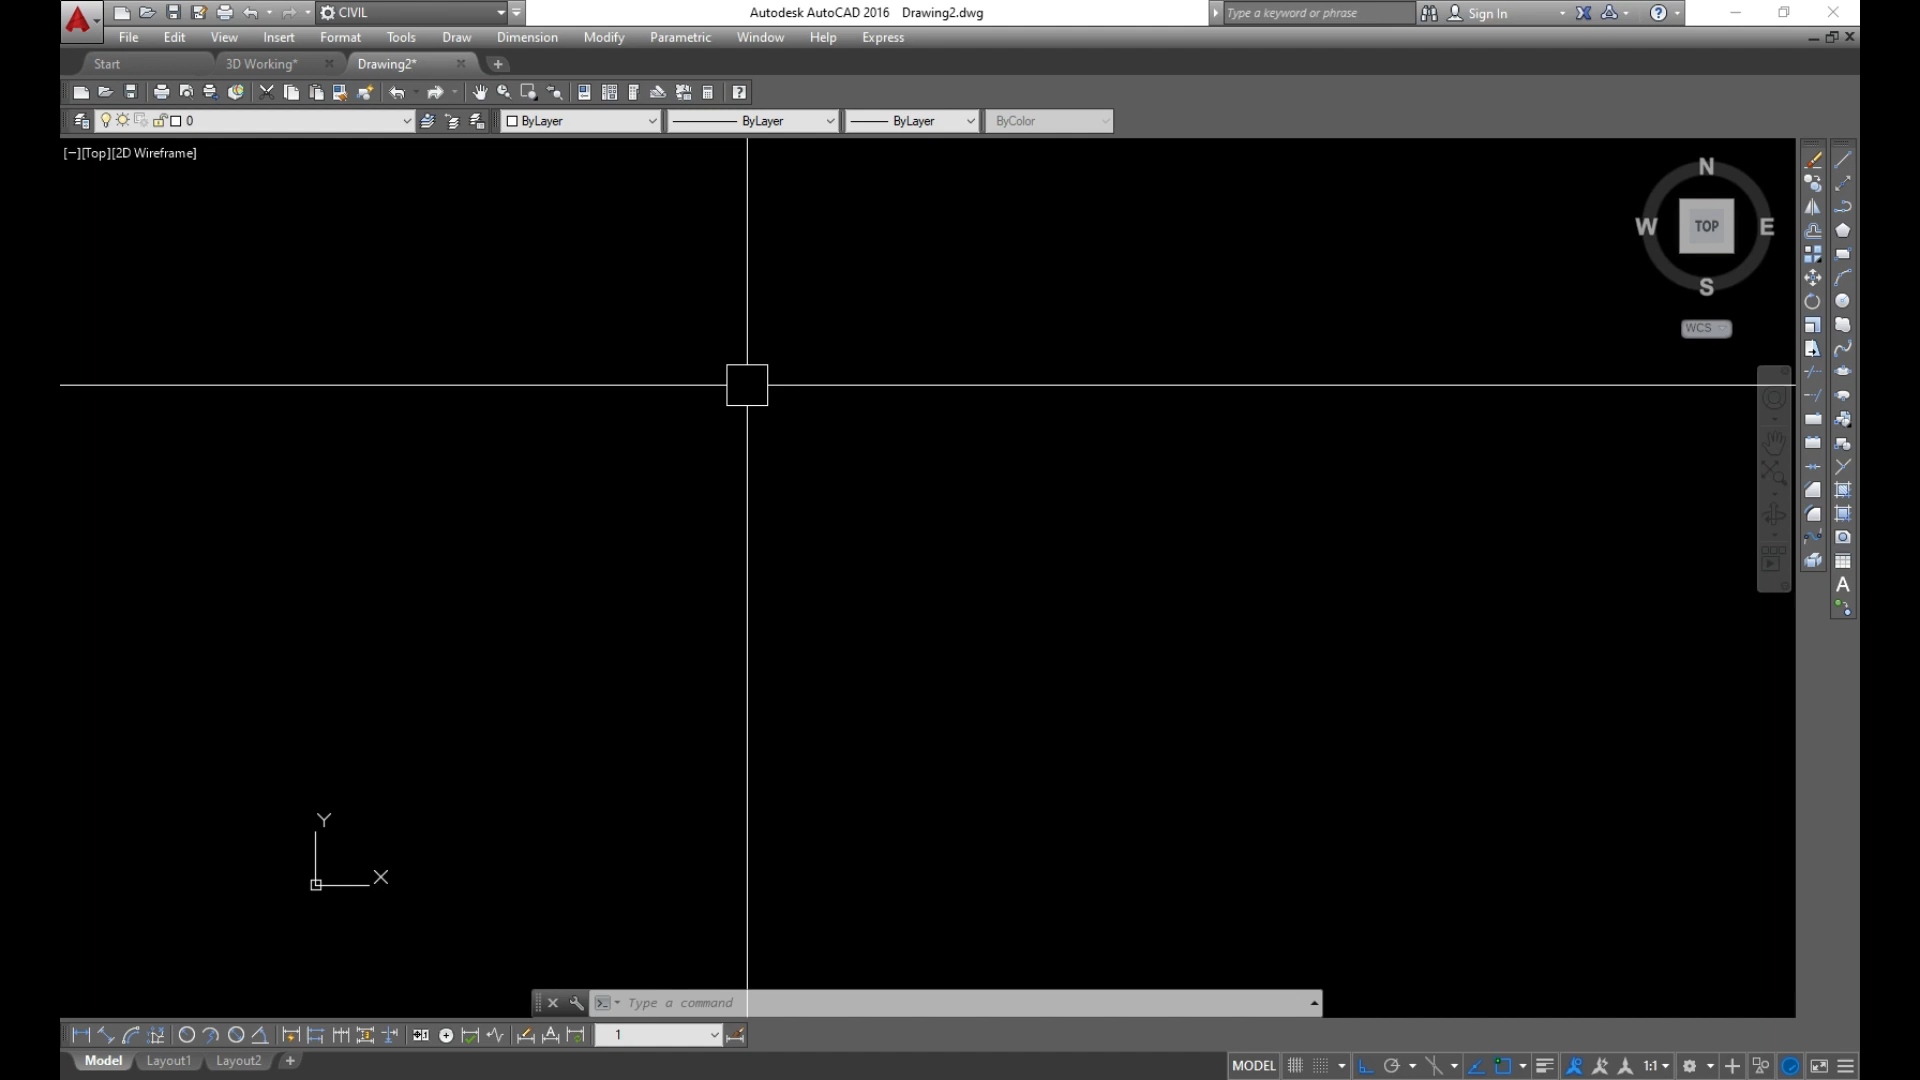 CIVIL
Autodesk AutoCAD 2016 Drawing2.dwg
Type a keyword or phrase
Sign In
File Edit View Insert Format Tools Draw Dimension Modify Parametric Window Help Express
Start 3D Working* Drawing2*
0 ByLayer ByLayer ByLayer ByColor
[−][Top][2D Wireframe]
N
W TOP E
S
WCS
A
Y
X
Type a command
1
Model Layout1 Layout2
MODEL 1:1